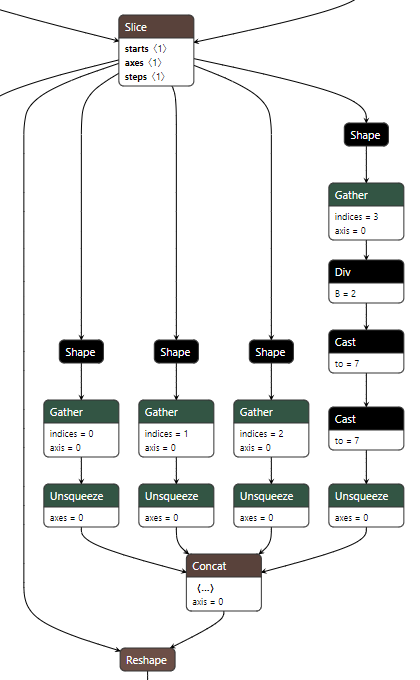 Slice
starts 〈1〉
axes 〈1〉
steps 〈1〉
Shape
Gather
indices = 3
axis = 0
Div
B = 2
Cast
to = 7
Cast
to = 7
Unsqueeze
axes = 0
Shape
Gather
indices = 0
axis = 0
Unsqueeze
axes = 0
Shape
Gather
indices = 1
axis = 0
Unsqueeze
axes = 0
Shape
Gather
indices = 2
axis = 0
Unsqueeze
axes = 0
Concat
〈...〉
axis = 0
Reshape